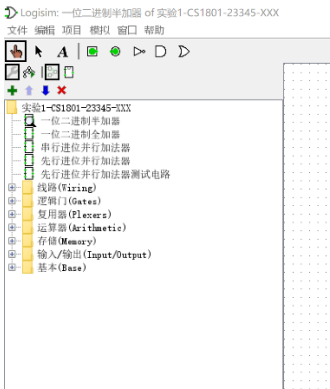 Logisim: 一位二进制半加器 of 实验1-CS1801-23345-XXX
文件 编辑 项目 模拟 窗口 帮助
A
实验1-CS1801-23345-XXX
一位二进制半加器
一位二进制全加器
串行进位并行加法器
先行进位并行加法器
先行进位并行加法器测试电路
线路(Wiring)
逻辑门(Gates)
复用器(Plexers)
运算器(Arithmetic)
存储(Memory)
输入/输出(Input/Output)
基本(Base)